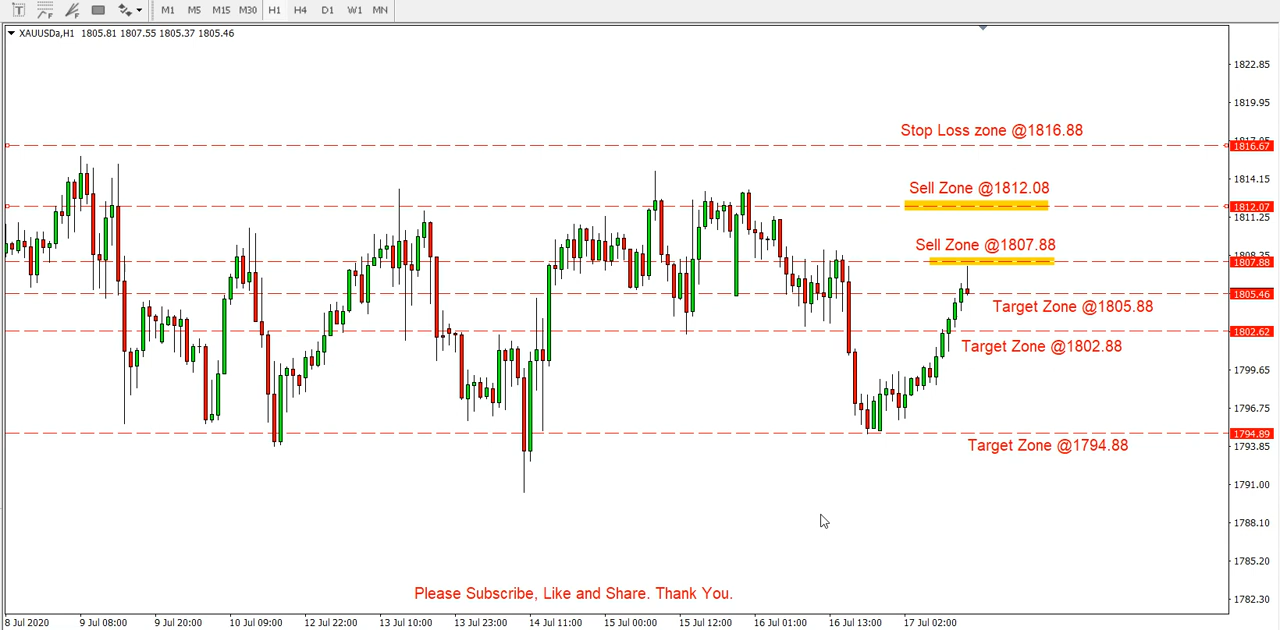 M1 M5 M15 M30 H1 H4 D1 W1 MN
XAUUSDa,H1 1805.81 1807.55 1805.37 1805.46
1822.85
1819.95
Stop Loss zone @1816.88
1816.67
1814.15
Sell Zone @1812.08
1812.07
1811.25
Sell Zone @1807.88
1807.88
1805.46
Target Zone @1805.88
1802.62
Target Zone @1802.88
1799.65
1796.75
1794.89
Target Zone @1794.88
1793.85
1791.00
1788.10
1785.20
Please Subscribe, Like and Share. Thank You.
1782.30
8 Jul 2020 9 Jul 08:00 9 Jul 20:00 10 Jul 09:00 12 Jul 22:00 13 Jul 10:00 13 Jul 23:00 14 Jul 11:00 15 Jul 00:00 15 Jul 12:00 16 Jul 01:00 16 Jul 13:00 17 Jul 02:00